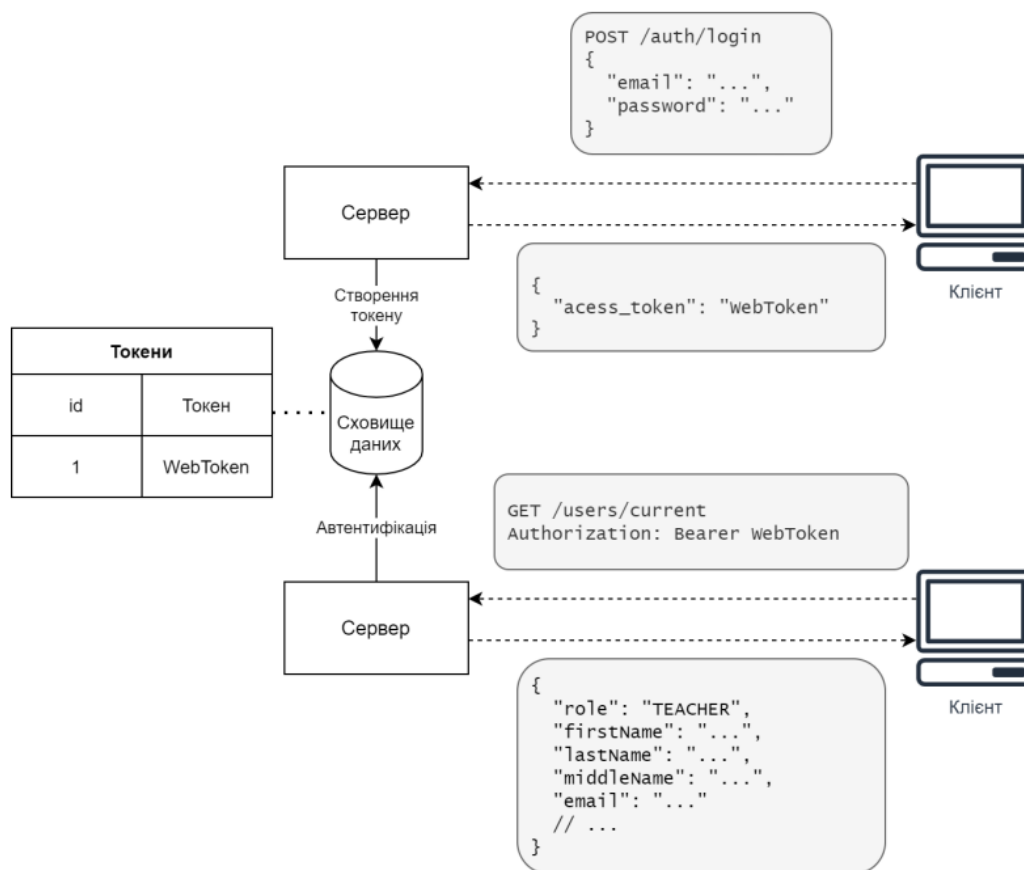 POST /auth/login
{
  "email": "...",
  "password": "..."
}
Сервер
Клієнт
{
  "acess_token": "WebToken"
}
Створення
токену
Токени
id Токен
1 WebToken
Сховище
даних
Автентифікація
GET /users/current
Authorization: Bearer WebToken
Сервер
Клієнт
{
  "role": "TEACHER",
  "firstName": "...",
  "lastName": "...",
  "middleName": "...",
  "email": "..."
  // ...
}